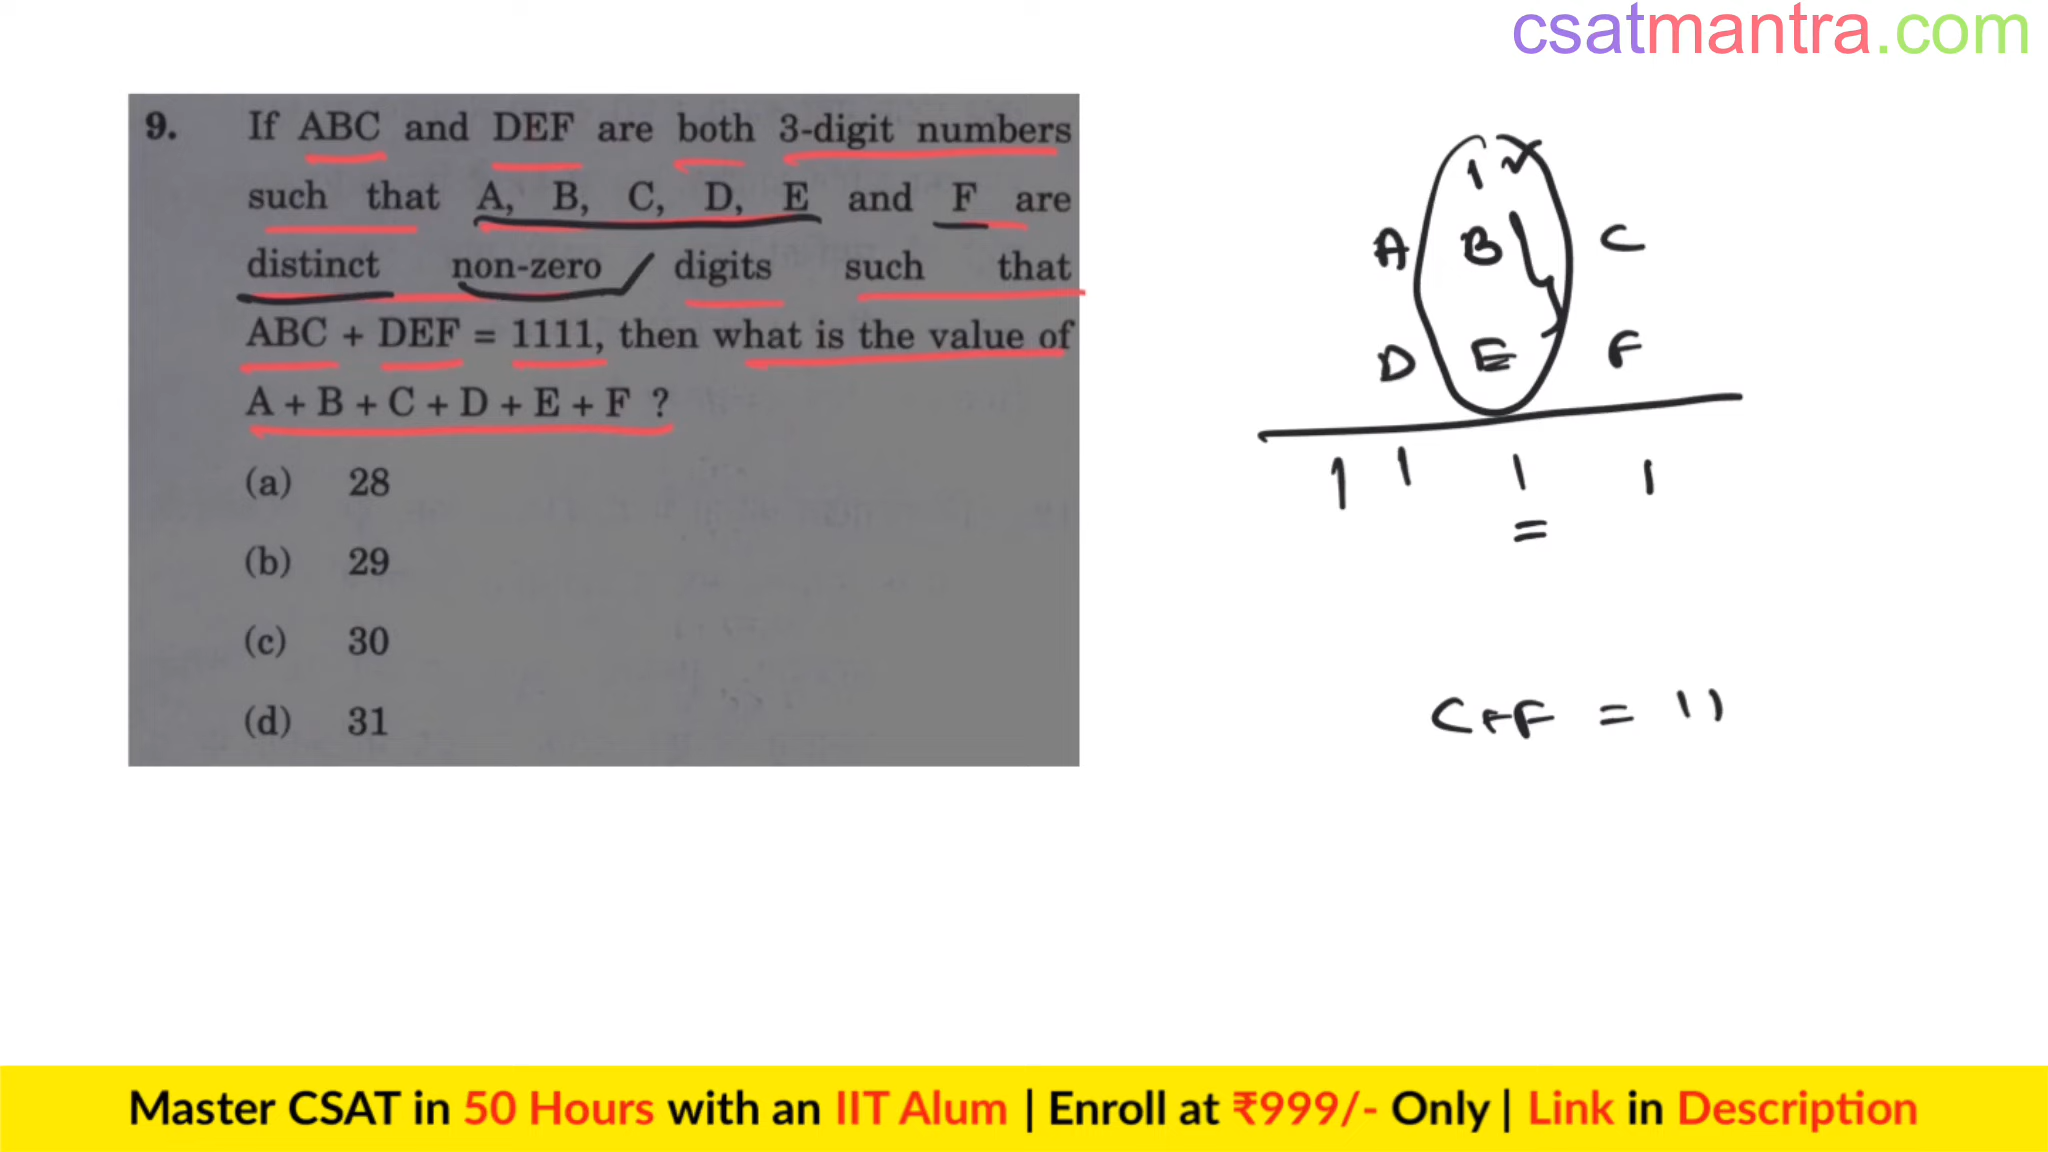 csatmantra.com
9. If ABC and DEF are both 3-digit numbers
such that A, B, C, D, E and F are
distinct non-zero digits such that
ABC + DEF = 1111, then what is the value of
A + B + C + D + E + F ?
(a) 28
(b) 29
(c) 30
(d) 31
1
A B C
D E F
1 1 1 1
=
C+F = 11
Master CSAT in 50 Hours with an IIT Alum | Enroll at ₹999/- Only | Link in Description